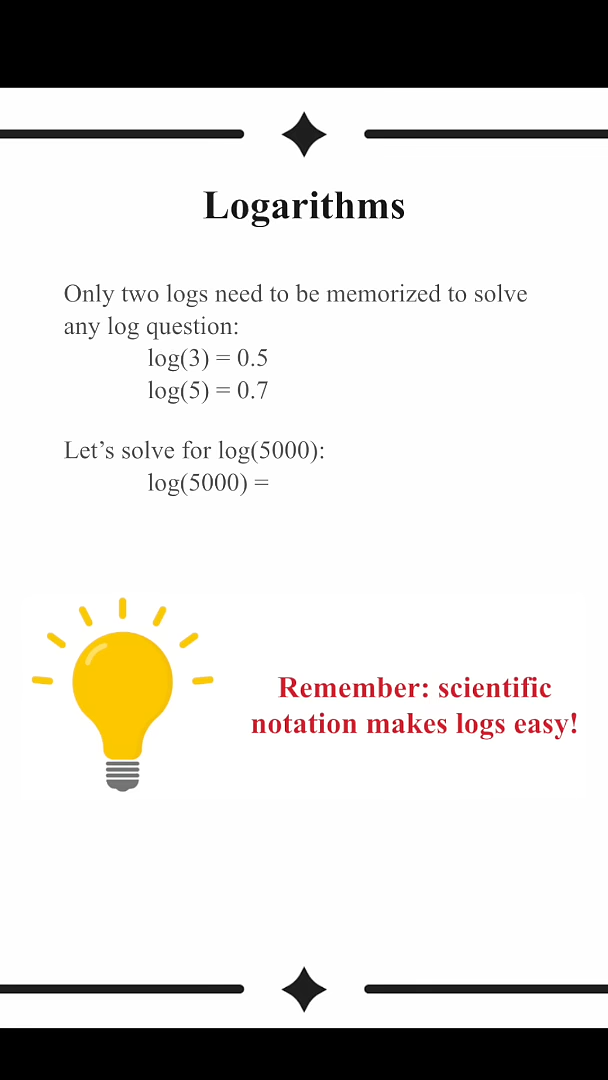 Logarithms
Only two logs need to be memorized to solve
any log question:
log(3) = 0.5
log(5) = 0.7
Let’s solve for log(5000):
log(5000) =
Remember: scientific
notation makes logs easy!